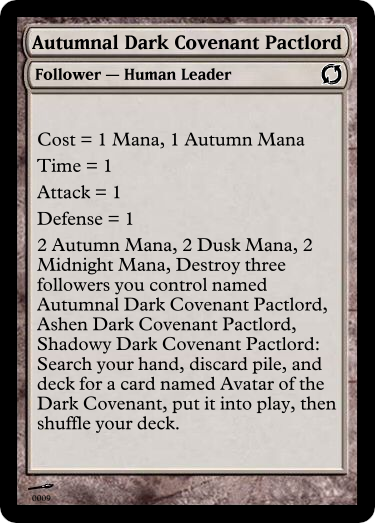 Autumnal Dark Covenant Pactlord
Follower — Human Leader
Cost = 1 Mana, 1 Autumn Mana
Time = 1
Attack = 1
Defense = 1
2 Autumn Mana, 2 Dusk Mana, 2
Midnight Mana, Destroy three
followers you control named
Autumnal Dark Covenant Pactlord,
Ashen Dark Covenant Pactlord,
Shadowy Dark Covenant Pactlord:
Search your hand, discard pile, and
deck for a card named Avatar of the
Dark Covenant, put it into play, then
shuffle your deck.
0009